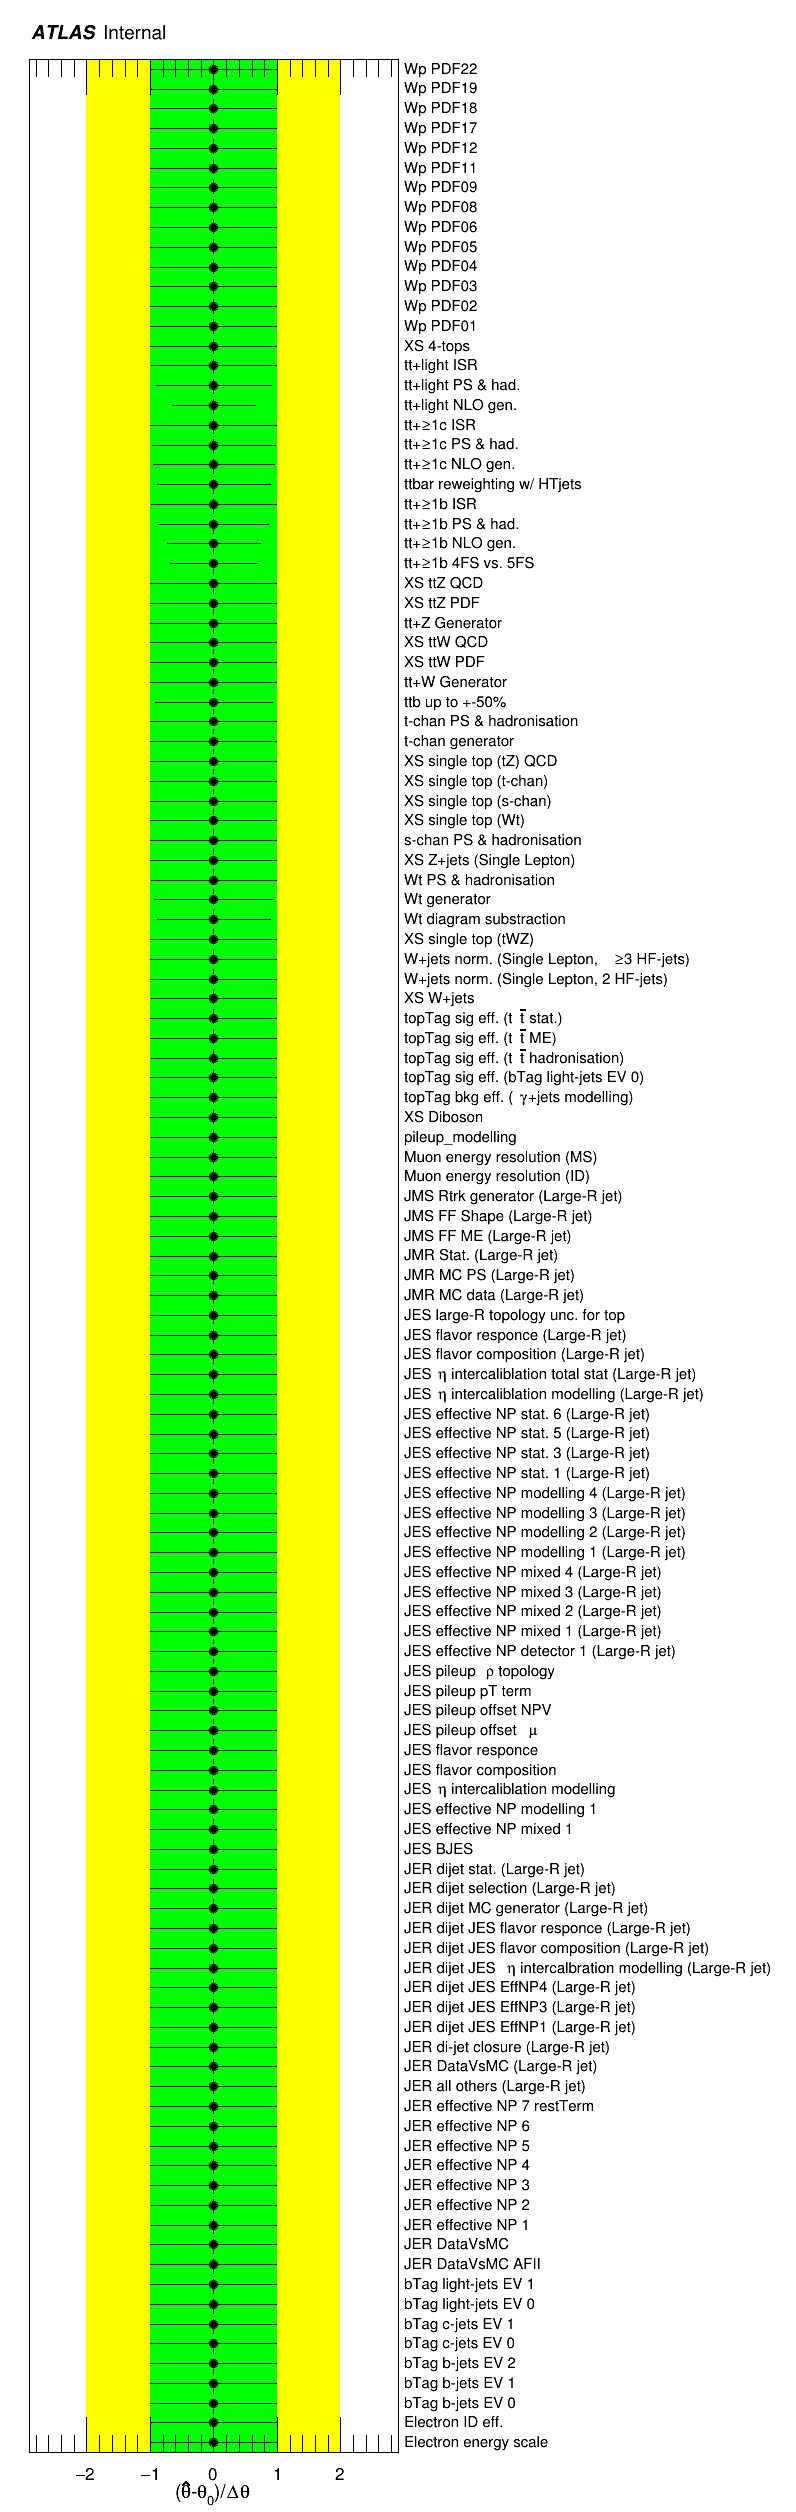 ATLAS Internal
Wp PDF22
Wp PDF19
Wp PDF18
Wp PDF17
Wp PDF12
Wp PDF11
Wp PDF09
Wp PDF08
Wp PDF06
Wp PDF05
Wp PDF04
Wp PDF03
Wp PDF02
Wp PDF01
XS 4-tops
tt+light ISR
tt+light PS & had.
tt+light NLO gen.
tt+≥1c ISR
tt+≥1c PS & had.
tt+≥1c NLO gen.
ttbar reweighting w/ HTjets
tt+≥1b ISR
tt+≥1b PS & had.
tt+≥1b NLO gen.
tt+≥1b 4FS vs. 5FS
XS ttZ QCD
XS ttZ PDF
tt+Z Generator
XS ttW QCD
XS ttW PDF
tt+W Generator
ttb up to +-50%
t-chan PS & hadronisation
t-chan generator
XS single top (tZ) QCD
XS single top (t-chan)
XS single top (s-chan)
XS single top (Wt)
s-chan PS & hadronisation
XS Z+jets (Single Lepton)
Wt PS & hadronisation
Wt generator
Wt diagram substraction
XS single top (tWZ)
W+jets norm. (Single Lepton, ≥3 HF-jets)
W+jets norm. (Single Lepton, 2 HF-jets)
XS W+jets
topTag sig eff. (t t̄ stat.)
topTag sig eff. (t t̄ ME)
topTag sig eff. (t t̄ hadronisation)
topTag sig eff. (bTag light-jets EV 0)
topTag bkg eff. ( γ+jets modelling)
XS Diboson
pileup_modelling
Muon energy resolution (MS)
Muon energy resolution (ID)
JMS Rtrk generator (Large-R jet)
JMS FF Shape (Large-R jet)
JMS FF ME (Large-R jet)
JMR Stat. (Large-R jet)
JMR MC PS (Large-R jet)
JMR MC data (Large-R jet)
JES large-R topology unc. for top
JES flavor responce (Large-R jet)
JES flavor composition (Large-R jet)
JES η intercaliblation total stat (Large-R jet)
JES η intercaliblation modelling (Large-R jet)
JES effective NP stat. 6 (Large-R jet)
JES effective NP stat. 5 (Large-R jet)
JES effective NP stat. 3 (Large-R jet)
JES effective NP stat. 1 (Large-R jet)
JES effective NP modelling 4 (Large-R jet)
JES effective NP modelling 3 (Large-R jet)
JES effective NP modelling 2 (Large-R jet)
JES effective NP modelling 1 (Large-R jet)
JES effective NP mixed 4 (Large-R jet)
JES effective NP mixed 3 (Large-R jet)
JES effective NP mixed 2 (Large-R jet)
JES effective NP mixed 1 (Large-R jet)
JES effective NP detector 1 (Large-R jet)
JES pileup ρ topology
JES pileup pT term
JES pileup offset NPV
JES pileup offset μ
JES flavor responce
JES flavor composition
JES η intercaliblation modelling
JES effective NP modelling 1
JES effective NP mixed 1
JES BJES
JER dijet stat. (Large-R jet)
JER dijet selection (Large-R jet)
JER dijet MC generator (Large-R jet)
JER dijet JES flavor responce (Large-R jet)
JER dijet JES flavor composition (Large-R jet)
JER dijet JES η intercalbration modelling (Large-R jet)
JER dijet JES EffNP4 (Large-R jet)
JER dijet JES EffNP3 (Large-R jet)
JER dijet JES EffNP1 (Large-R jet)
JER di-jet closure (Large-R jet)
JER DataVsMC (Large-R jet)
JER all others (Large-R jet)
JER effective NP 7 restTerm
JER effective NP 6
JER effective NP 5
JER effective NP 4
JER effective NP 3
JER effective NP 2
JER effective NP 1
JER DataVsMC
JER DataVsMC AFII
bTag light-jets EV 1
bTag light-jets EV 0
bTag c-jets EV 1
bTag c-jets EV 0
bTag b-jets EV 2
bTag b-jets EV 1
bTag b-jets EV 0
Electron ID eff.
Electron energy scale
−2 −1 0 1 2
(θ̂-θ₀)/Δθ